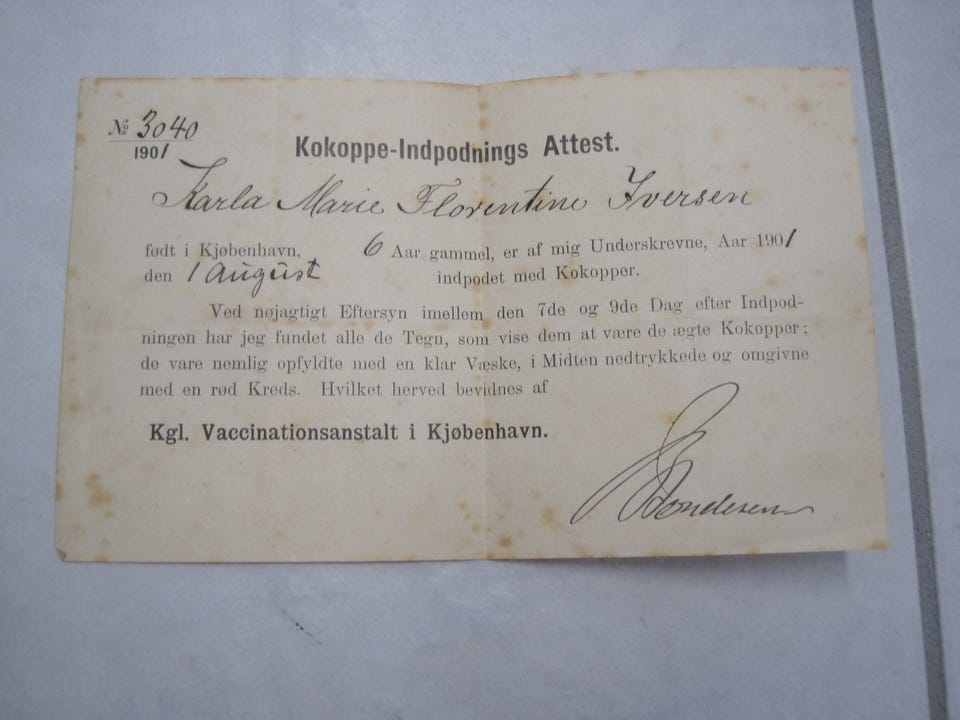 № 3040
1901
Kokoppe-Indpodnings Attest.
Karla Marie Florentine Iversen
født i Kjøbenhavn, 6 Aar gammel, er af mig Underskrevne, Aar 1901
den 1 August indpodet med Kokopper.
Ved nøjagtigt Eftersyn imellem den 7de og 9de Dag efter Indpod-
ningen har jeg fundet alle de Tegn, som vise dem at være de ægte Kokopper;
de vare nemlig opfyldte med en klar Væske, i Midten nedtrykkede og omgivne
med en rød Kreds. Hvilket herved bevidnes af
Kgl. Vaccinationsanstalt i Kjøbenhavn.